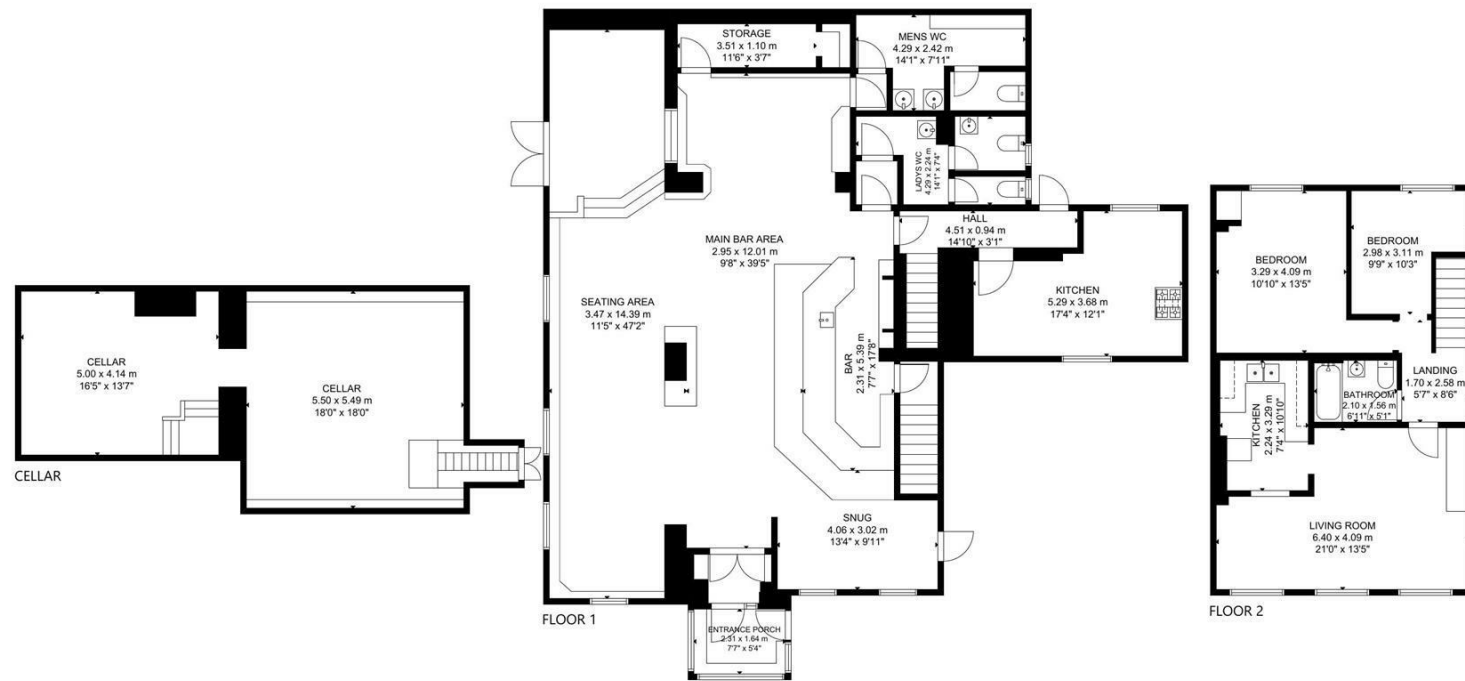 CELLAR
5.00 x 4.14 m
16'5" x 13'7"
CELLAR
5.50 x 5.49 m
18'0" x 18'0"
CELLAR
STORAGE
3.51 x 1.10 m
11'6" x 3'7"
MENS WC
4.29 x 2.42 m
14'1" x 7'11"
LADYS WC
4.29 x 2.24 m
14'1" x 7'4"
HALL
4.51 x 0.94 m
14'10" x 3'1"
MAIN BAR AREA
2.95 x 12.01 m
9'8" x 39'5"
SEATING AREA
3.47 x 14.39 m
11'5" x 47'2"
KITCHEN
5.29 x 3.68 m
17'4" x 12'1"
BAR
2.31 x 5.39 m
7'7" x 17'8"
SNUG
4.06 x 3.02 m
13'4" x 9'11"
ENTRANCE PORCH
2.31 x 1.64 m
7'7" x 5'4"
FLOOR 1
BEDROOM
3.29 x 4.09 m
10'10" x 13'5"
BEDROOM
2.98 x 3.11 m
9'9" x 10'3"
LANDING
1.70 x 2.58 m
5'7" x 8'6"
BATHROOM
2.10 x 1.56 m
6'11" x 5'1"
KITCHEN
2.24 x 3.29 m
7'4" x 10'10"
LIVING ROOM
6.40 x 4.09 m
21'0" x 13'5"
FLOOR 2